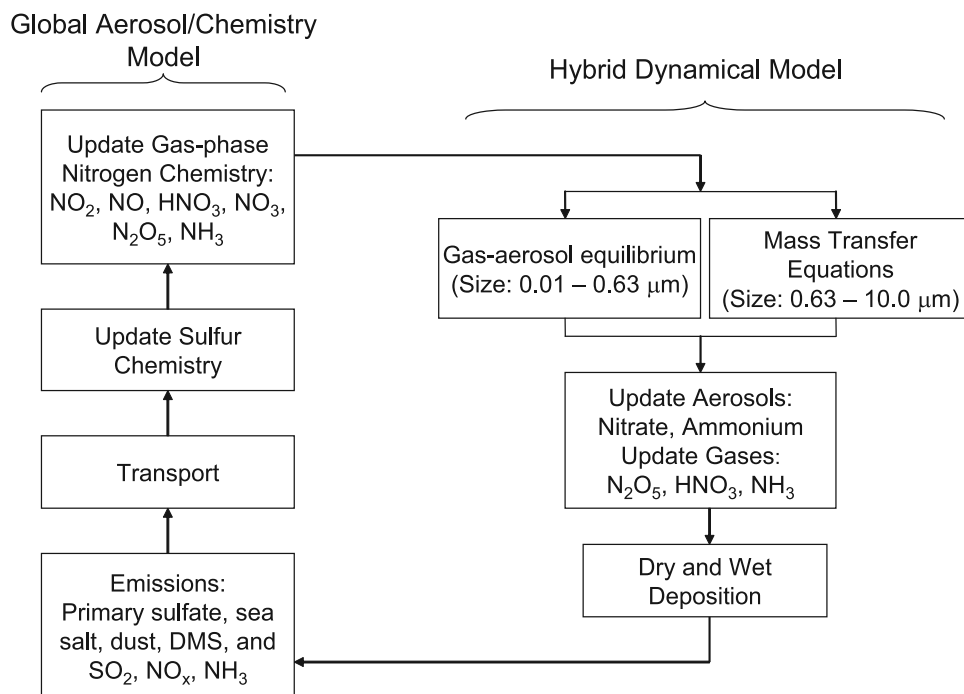 Global Aerosol/Chemistry
Model
Hybrid Dynamical Model
Update Gas-phase
Nitrogen Chemistry:
NO₂, NO, HNO₃, NO₃,
N₂O₅, NH₃
Update Sulfur
Chemistry
Transport
Emissions:
Primary sulfate, sea
salt, dust, DMS, and
SO₂, NOₓ, NH₃
Gas-aerosol equilibrium
(Size: 0.01 – 0.63 μm)
Mass Transfer
Equations
(Size: 0.63 – 10.0 μm)
Update Aerosols:
Nitrate, Ammonium
Update Gases:
N₂O₅, HNO₃, NH₃
Dry and Wet
Deposition